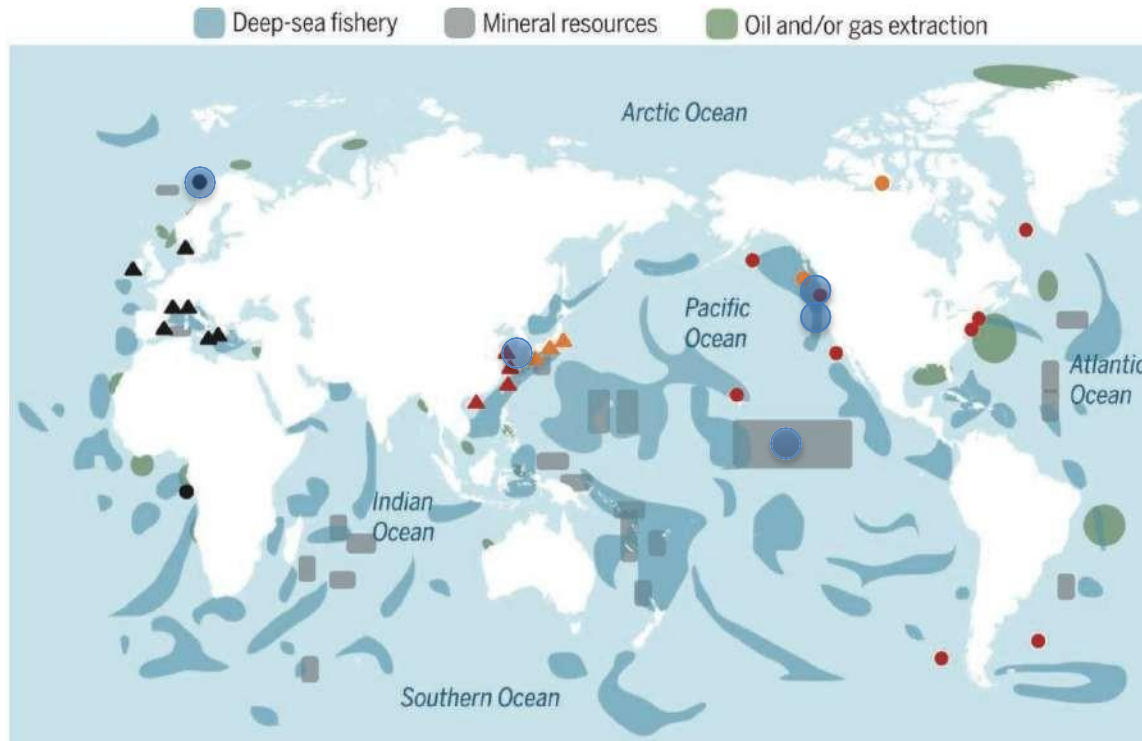 Deep-sea fishery Mineral resources Oil and/or gas extraction
Arctic Ocean
Pacific
Ocean
Atlantic
Ocean
Indian
Ocean
Southern Ocean